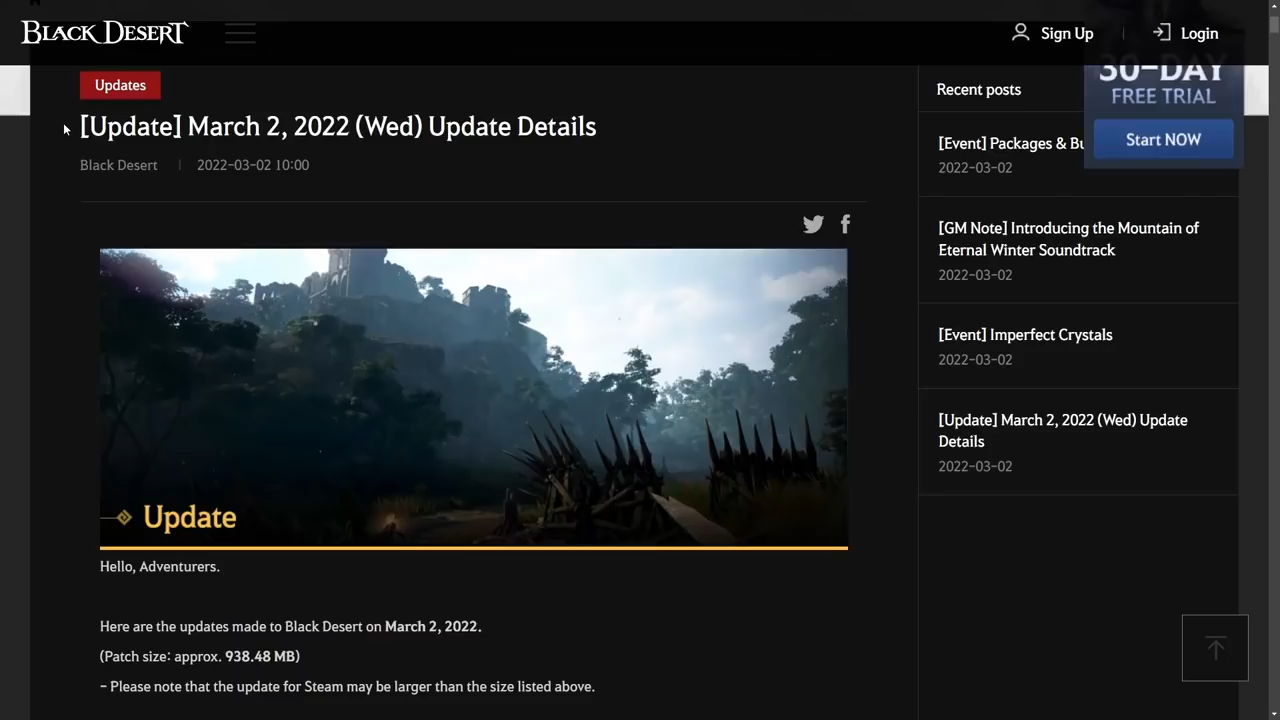 BLACK DESERT
Sign Up
Login
Updates
[Update] March 2, 2022 (Wed) Update Details
Black Desert
2022-03-02 10:00
Update
Hello, Adventurers.
Here are the updates made to Black Desert on March 2, 2022.
(Patch size: approx. 938.48 MB)
- Please note that the update for Steam may be larger than the size listed above.
Recent posts
[Event] Packages & Bu
2022-03-02
[GM Note] Introducing the Mountain of
Eternal Winter Soundtrack
2022-03-02
[Event] Imperfect Crystals
2022-03-02
[Update] March 2, 2022 (Wed) Update
Details
2022-03-02
30-DAY
FREE TRIAL
Start NOW